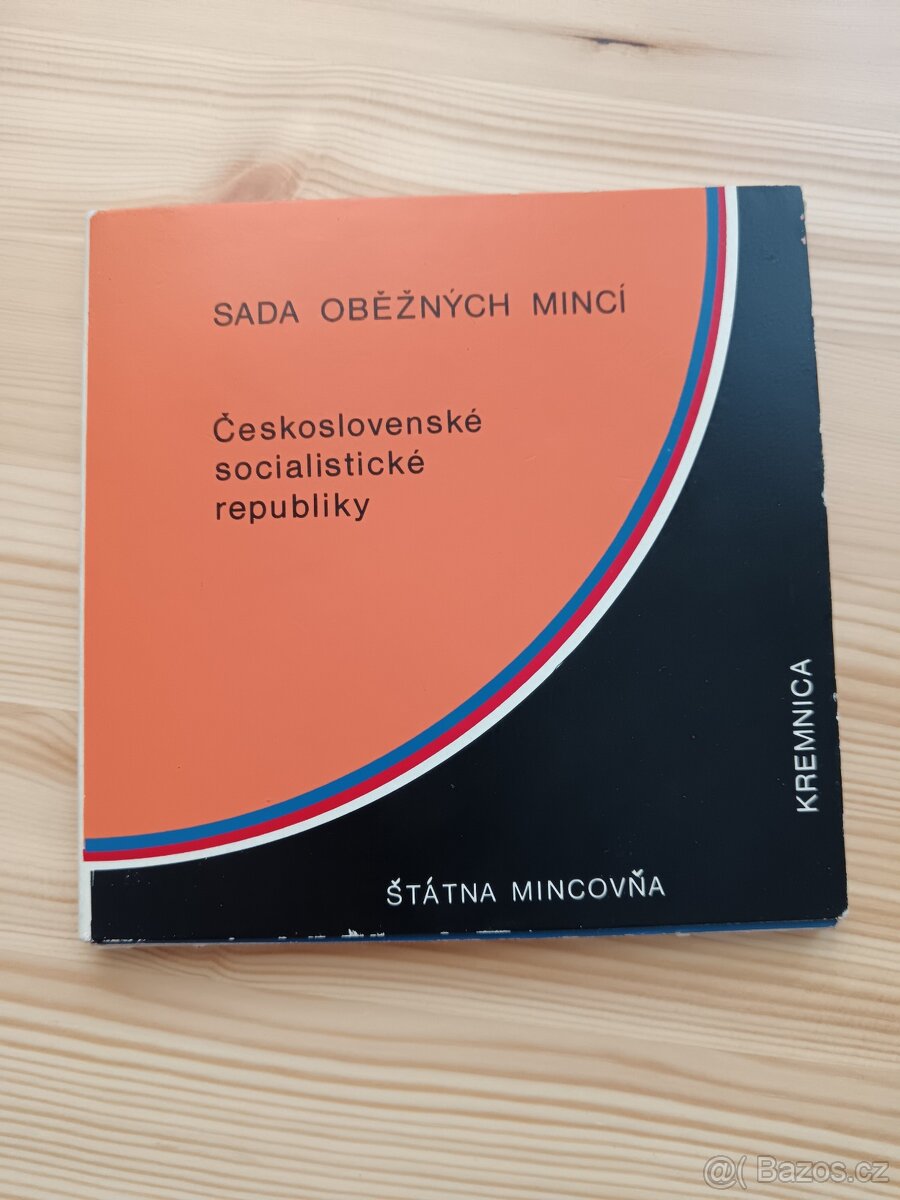 SADA OBĚŽNÝCH MINCÍ
Československé
socialistické
republiky
KREMNICA
ŠTÁTNA MINCOVŇA
@( Bazos.cz